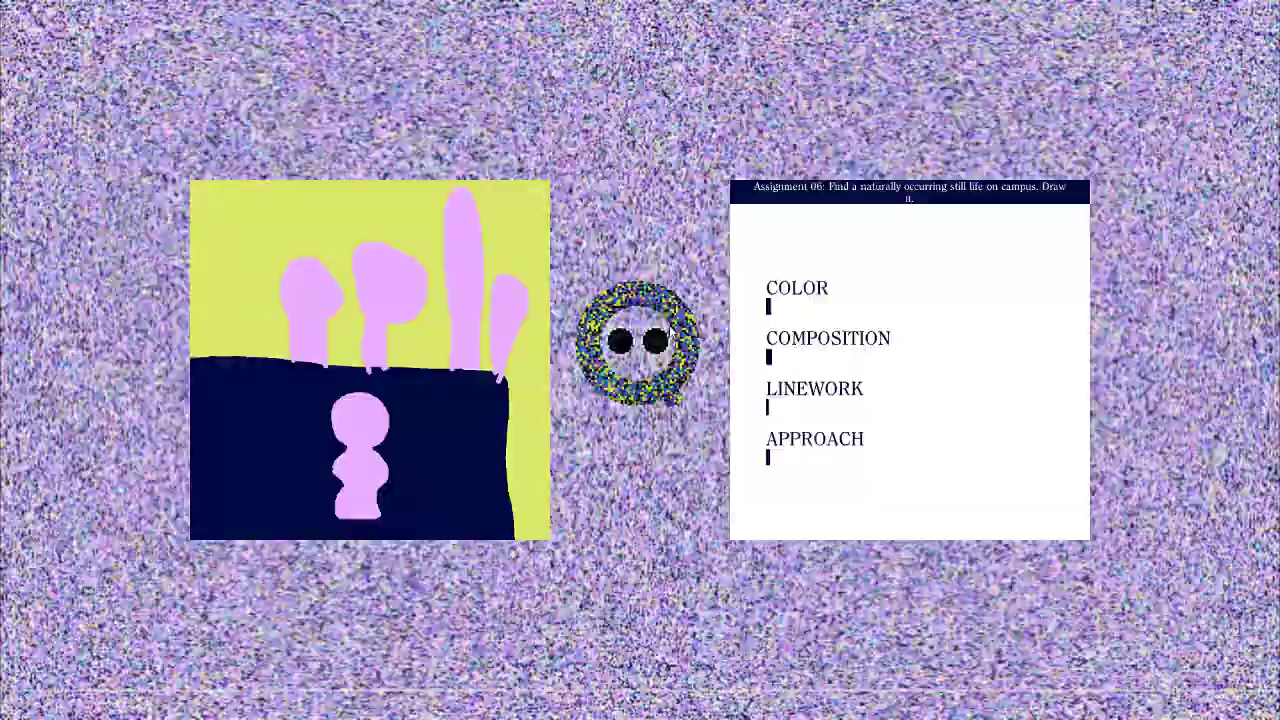 Assignment 06: Find a naturally occurring still life on campus. Draw
it.
COLOR
COMPOSITION
LINEWORK
APPROACH